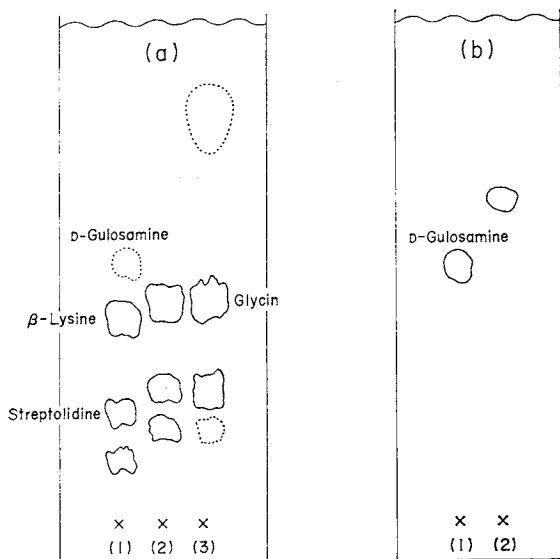 (a)
D-Gulosamine
β-Lysine
Glycin
Streptolidine
× × ×
(1) (2) (3)
(b)
D-Gulosamine
× ×
(1) (2)